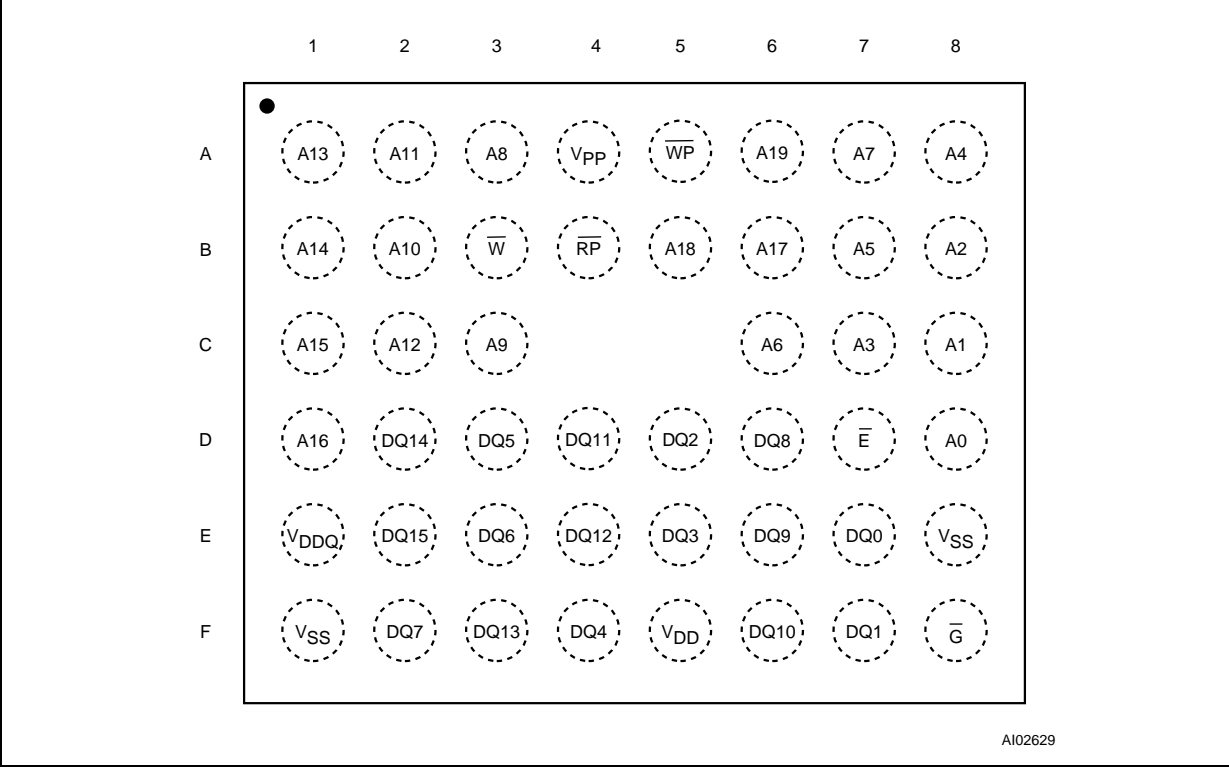 1 2 3 4 5 6 7 8
A A13 A11 A8 VPP W̅P̅ A19 A7 A4
B A14 A10 W̅ R̅P̅ A18 A17 A5 A2
C A15 A12 A9 A6 A3 A1
D A16 DQ14 DQ5 DQ11 DQ2 DQ8 E̅ A0
E VDDQ DQ15 DQ6 DQ12 DQ3 DQ9 DQ0 VSS
F VSS DQ7 DQ13 DQ4 VDD DQ10 DQ1 G̅
AI02629